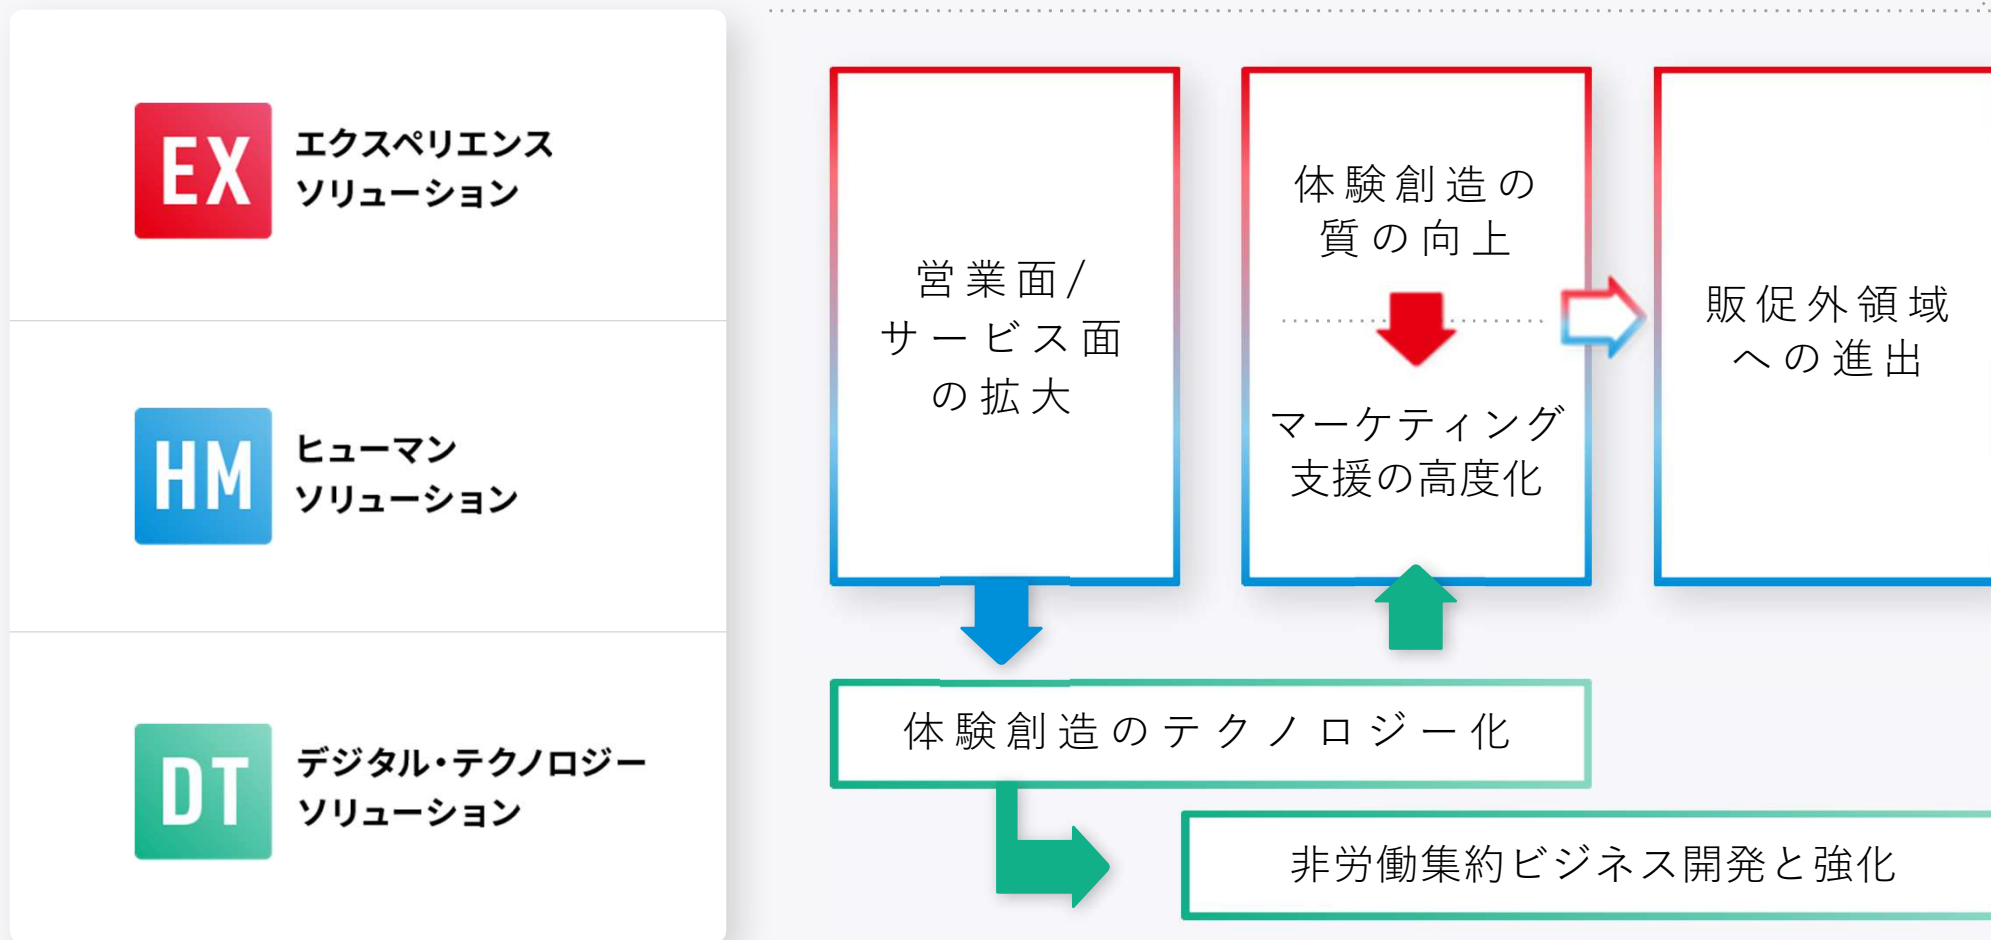 EX
エクスペリエンス
ソリューション
HM
ヒューマン
ソリューション
DT
デジタル・テクノロジー
ソリューション
営業面/
サービス面
の拡大
体験創造の
質の向上
マーケティング
支援の高度化
販促外領域
への進出
体験創造のテクノロジー化
非労働集約ビジネス開発と強化